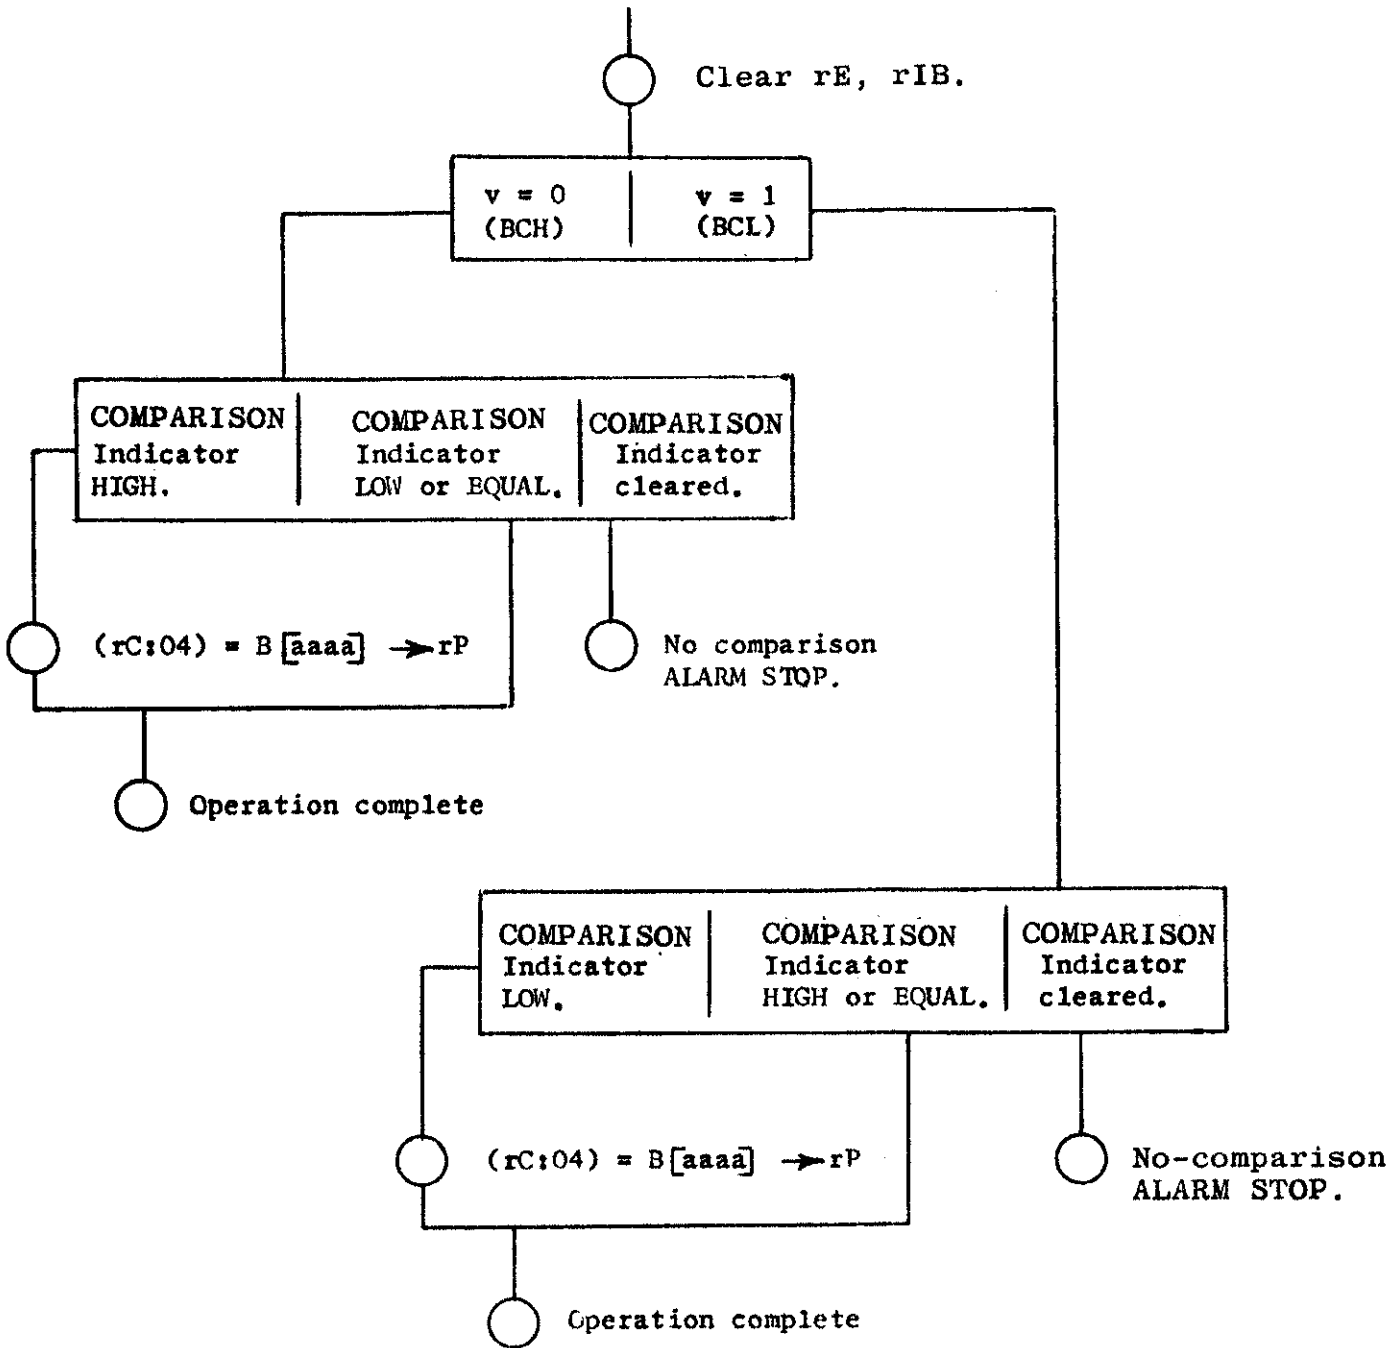 Clear rE, rIB.
v = 0
(BCH)
v = 1
(BCL)
COMPARISON
Indicator
HIGH.
COMPARISON
Indicator
LOW or EQUAL.
COMPARISON
Indicator
cleared.
(rC:04) = B[aaaa] → rP
No comparison
ALARM STOP.
Operation complete
COMPARISON
Indicator
LOW.
COMPARISON
Indicator
HIGH or EQUAL.
COMPARISON
Indicator
cleared.
(rC:04) = B[aaaa] → rP
No-comparison
ALARM STOP.
Operation complete